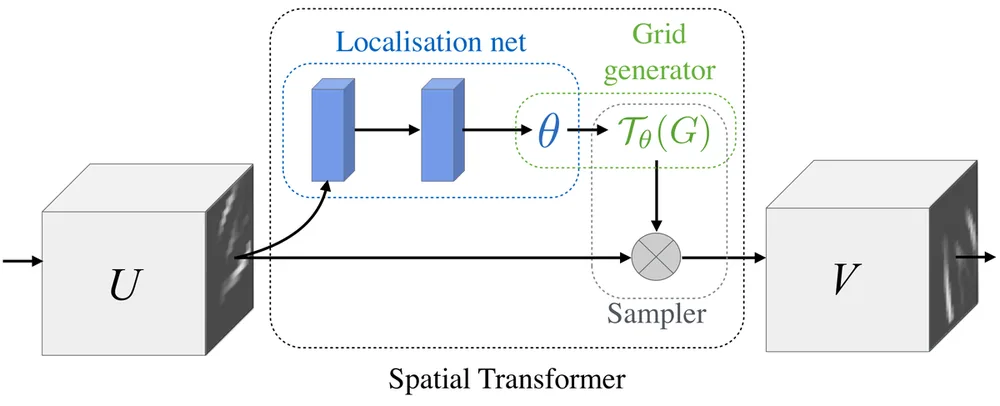 Localisation net
Grid
generator
θ
𝒯θ(G)
U
V
Sampler
Spatial Transformer